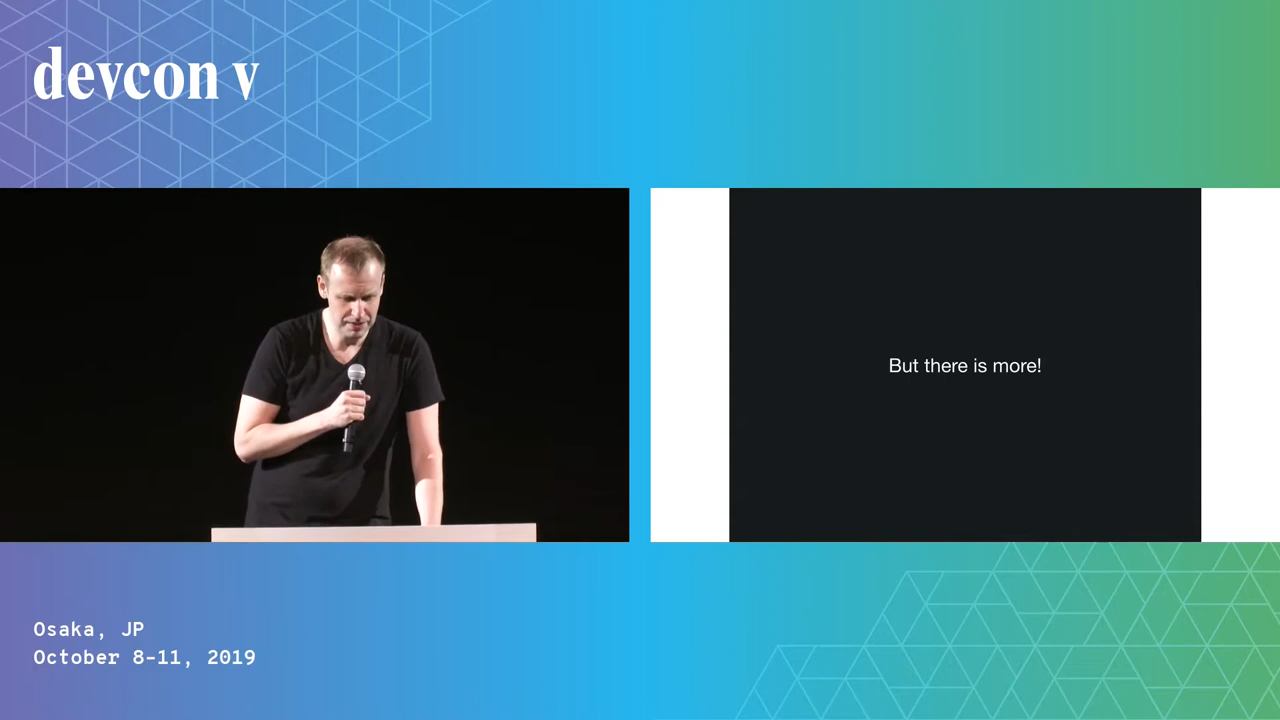 devcon v
But there is more!
Osaka, JP
October 8-11, 2019